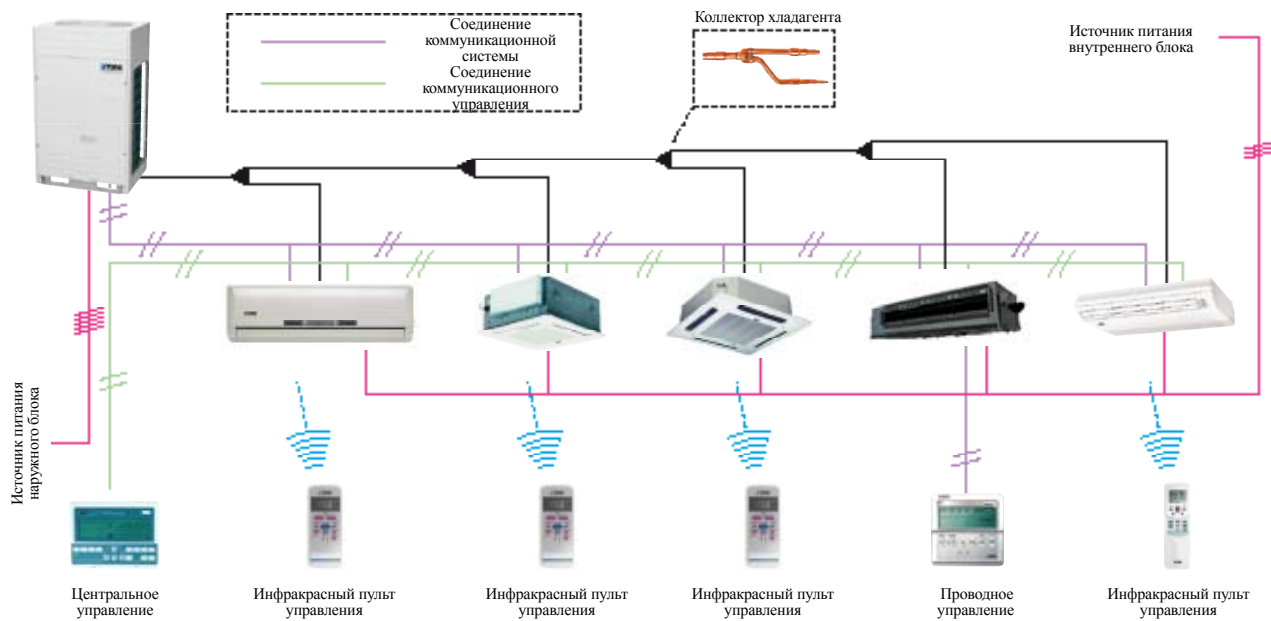 Коллектор хладагента
Соединение
коммуникационной
системы
Соединение
коммуникационного
управления
Источник питания
внутреннего блока
Источник питания
наружного блока
Центральное
управление
Инфракрасный пульт
управления
Инфракрасный пульт
управления
Инфракрасный пульт
управления
Проводное
управление
Инфракрасный пульт
управления